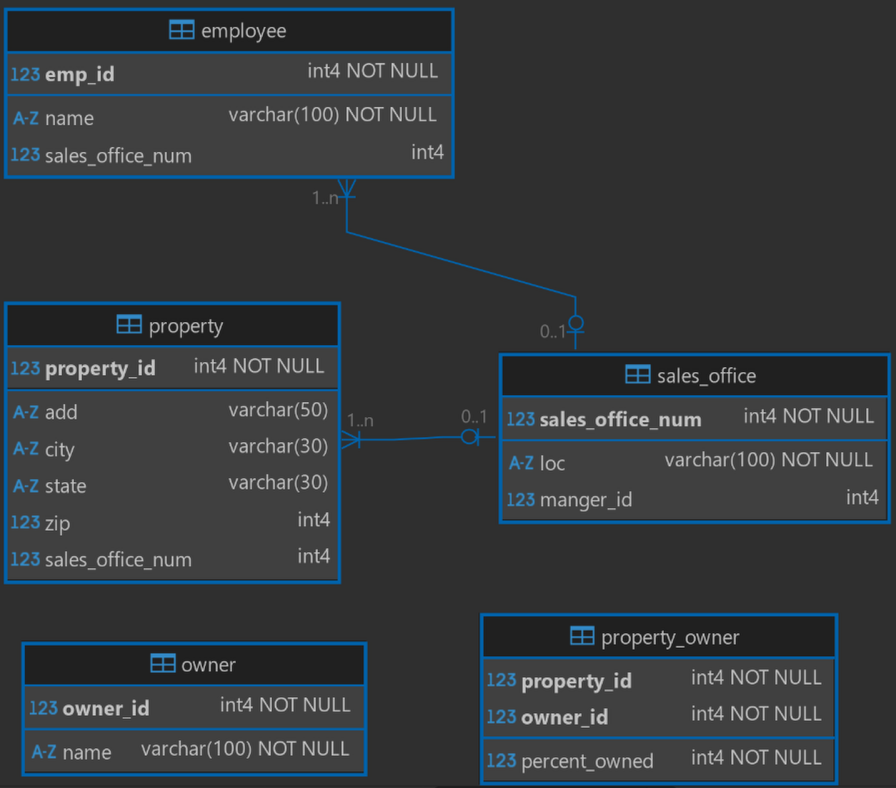 employee
123 emp_id int4 NOT NULL
A-Z name varchar(100) NOT NULL
123 sales_office_num int4
1..n
0..1
property
123 property_id int4 NOT NULL
A-Z add varchar(50)
A-Z city varchar(30)
A-Z state varchar(30)
123 zip int4
123 sales_office_num int4
1..n
0..1
sales_office
123 sales_office_num int4 NOT NULL
A-Z loc varchar(100) NOT NULL
123 manger_id int4
owner
123 owner_id int4 NOT NULL
A-Z name varchar(100) NOT NULL
property_owner
123 property_id int4 NOT NULL
123 owner_id int4 NOT NULL
123 percent_owned int4 NOT NULL